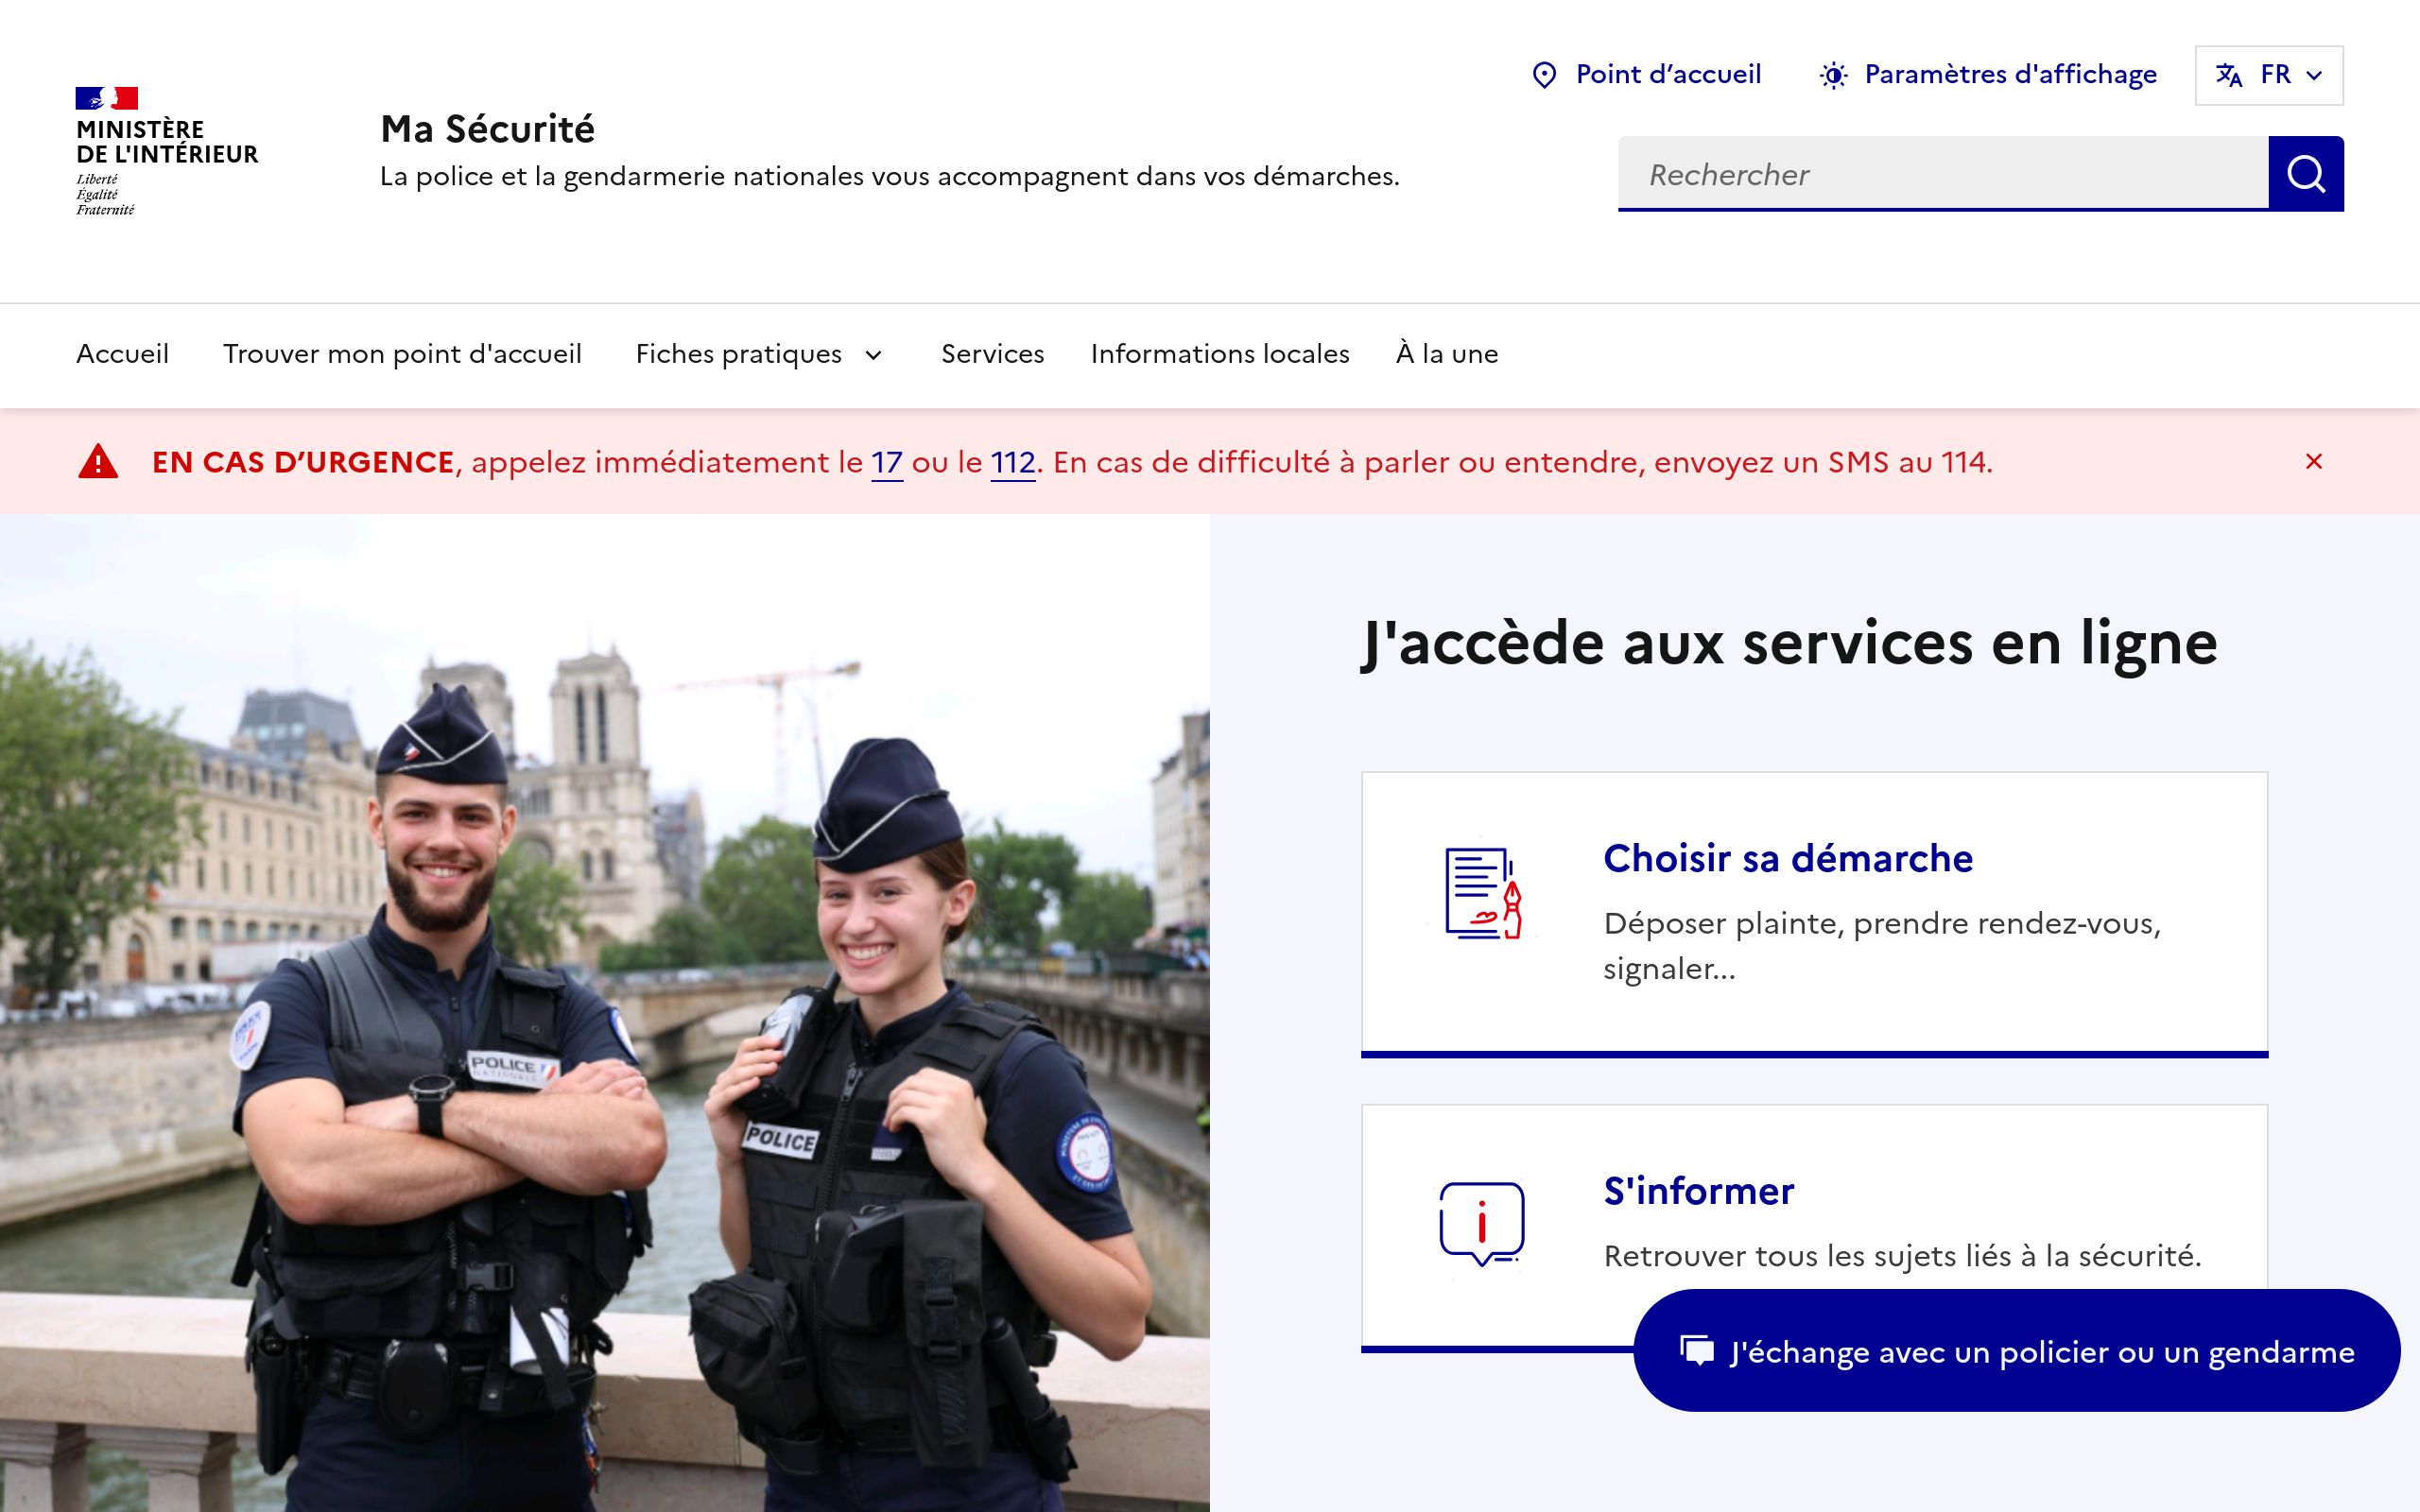 Point d’accueil
Paramètres d'affichage
FR
MINISTÈRE
DE L'INTÉRIEUR
Liberté
Égalité
Fraternité
Ma Sécurité
La police et la gendarmerie nationales vous accompagnent dans vos démarches.
Rechercher
Accueil
Trouver mon point d'accueil
Fiches pratiques
Services
Informations locales
À la une
EN CAS D’URGENCE, appelez immédiatement le 17 ou le 112. En cas de difficulté à parler ou entendre, envoyez un SMS au 114.
J'accède aux services en ligne
Choisir sa démarche
Déposer plainte, prendre rendez-vous,
signaler...
POLICE
NATIONALE
POLICE
S'informer
Retrouver tous les sujets liés à la sécurité.
J'échange avec un policier ou un gendarme